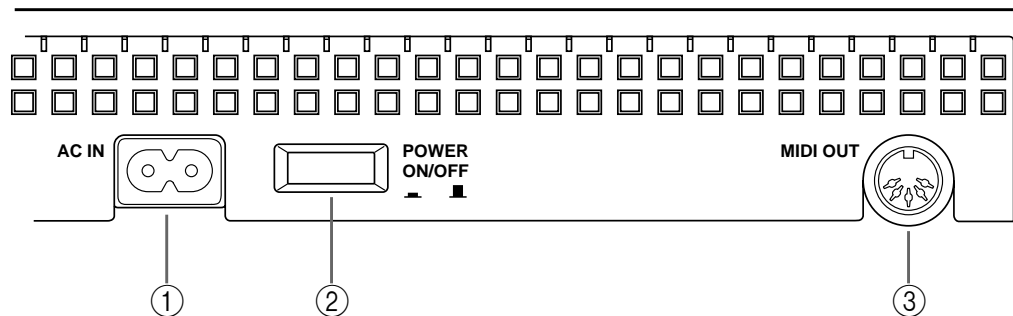 AC IN
POWER
ON/OFF
MIDI OUT
① ② ③